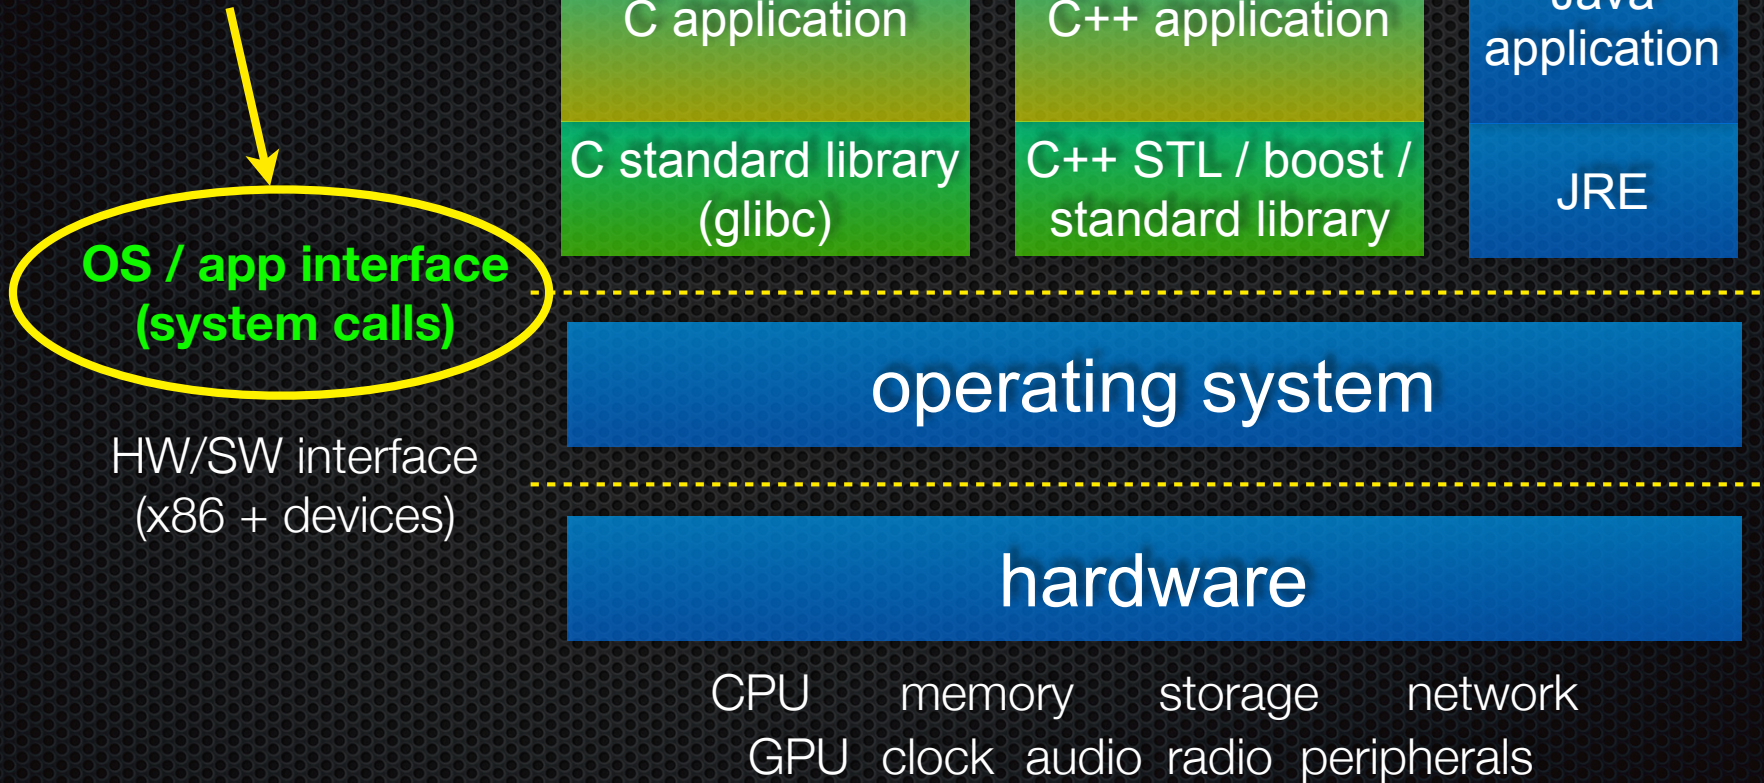 C application
C++ application
Java
application
C standard library
(glibc)
C++ STL / boost /
standard library
JRE
OS / app interface
(system calls)
operating system
HW/SW interface
(x86 + devices)
hardware
CPU memory storage network
GPU clock audio radio peripherals